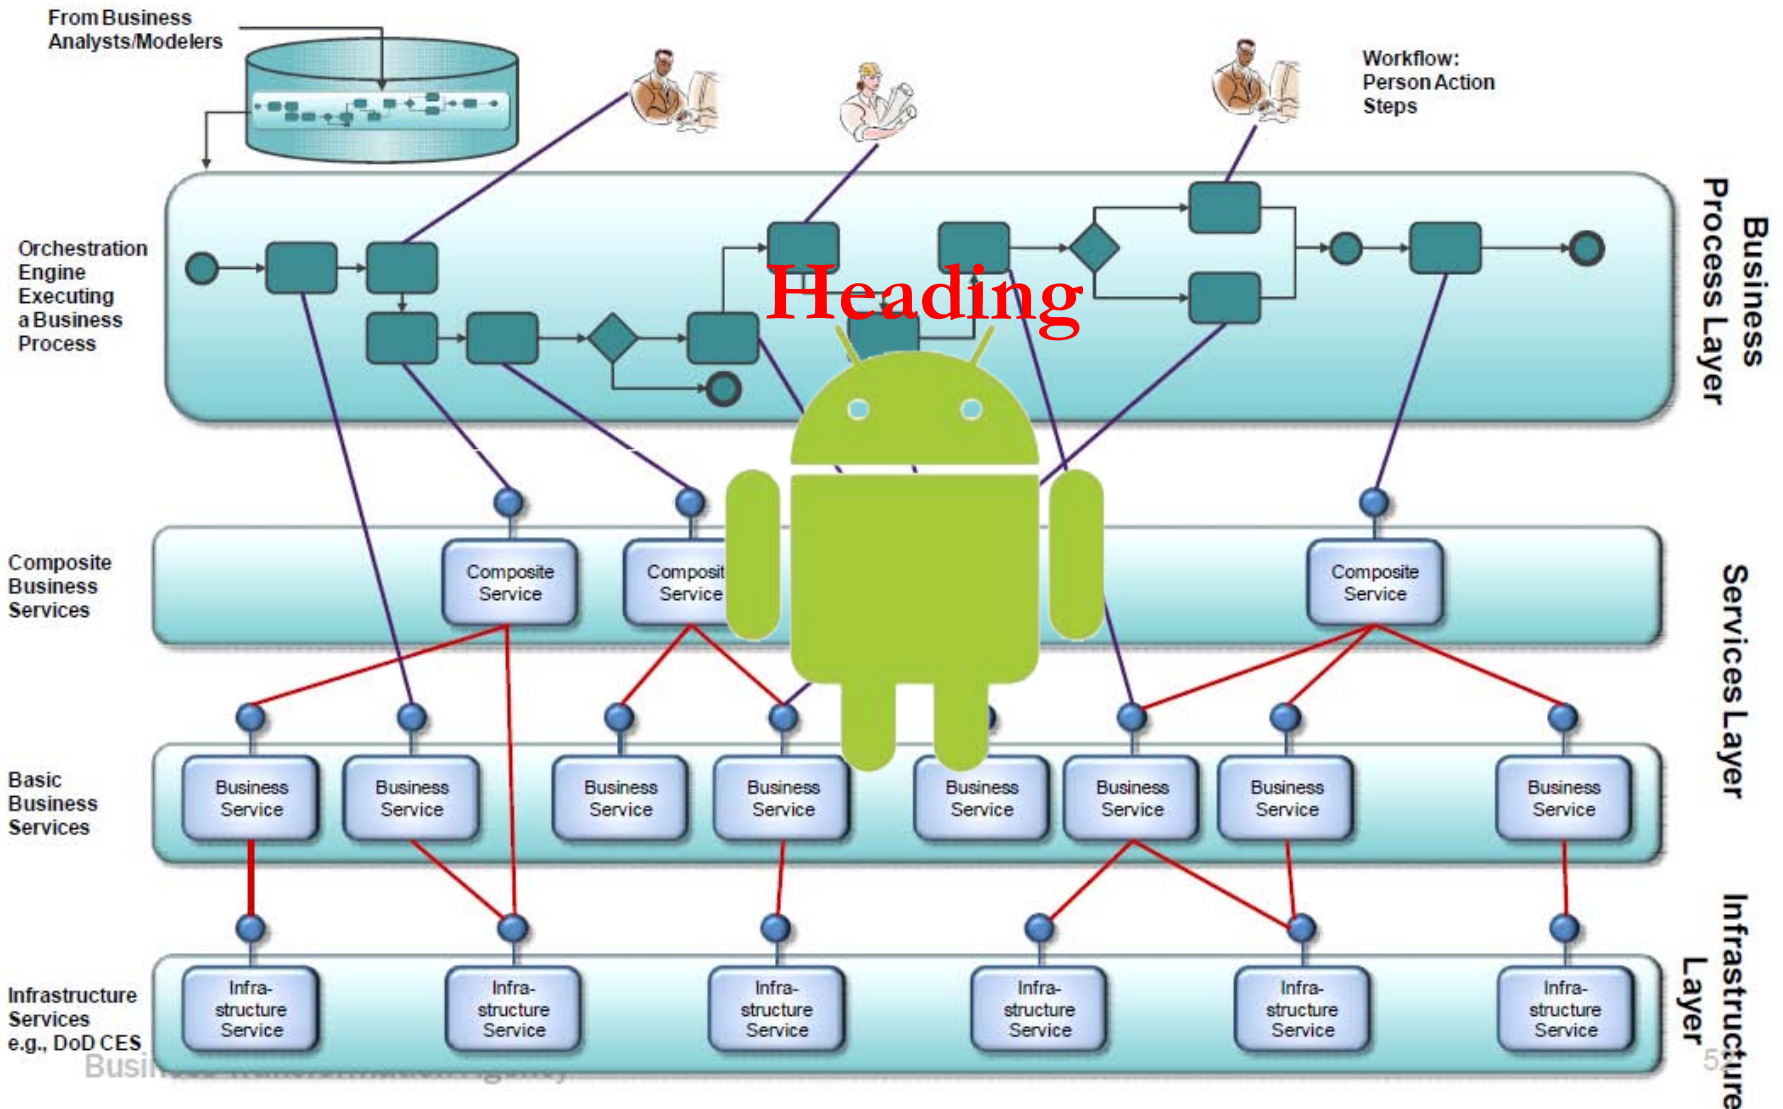 From Business
Analysts/Modelers
Workflow:
Person Action
Steps
Business
Process Layer
Orchestration
Engine
Executing
a Business
Process
Heading
Composite
Business
Services
Composite
Service
Composit
Service
Composite
Service
Services Layer
Basic
Business
Services
Business
Service
Business
Service
Business
Service
Business
Service
Business
Service
Business
Service
Business
Service
Business
Service
Infrastructure
Layer
Infrastructure
Services
e.g., DoD CES
Infra-
structure
Service
Infra-
structure
Service
Infra-
structure
Service
Infra-
structure
Service
Infra-
structure
Service
Infra-
structure
Service